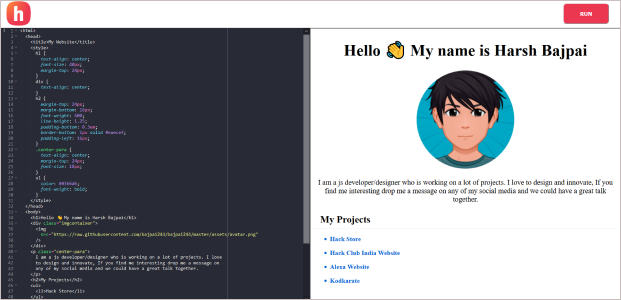 h
RUN
<html>
<head>
<title>My Website</title>
<style>
h1 {
text-align: center;
font-size: 40px;
margin-top: 24px;
}
div {
text-align: center;
}
h2 {
margin-top: 24px;
margin-bottom: 16px;
font-weight: 600;
line-height: 1.25;
padding-bottom: 0.3em;
border-bottom: 1px solid #eaecef;
padding-left: 16px;
}
.center-para {
text-align: center;
margin-top: 24px;
font-size: 18px;
}
font-weight: bold;
}
</style>
</head>
<body>
<h1>Hello 👋 My name is Harsh Bajpai</h1>
<div class="imgcontainer">
<img
src="https://raw.githubusercontent.com/bajpai244/bajpai244/master/assets/avatar.png"
/>
</div>
<p class="center-para">
I am a js developer/designer who is working on a lot of projects. I love
to design and innovate, If you find me interesting drop me a message on
any of my social media and we could have a great talk together.
</p>
<h2>My Projects</h2>
<ul>
<li>Hack Store</li>
Hello 👋 My name is Harsh Bajpai
I am a js developer/designer who is working on a lot of projects. I love to design and innovate, If you
find me interesting drop me a message on any of my social media and we could have a great talk
together.
My Projects
Hack Store
Hack Club India Website
Alexa Website
Kodkarate